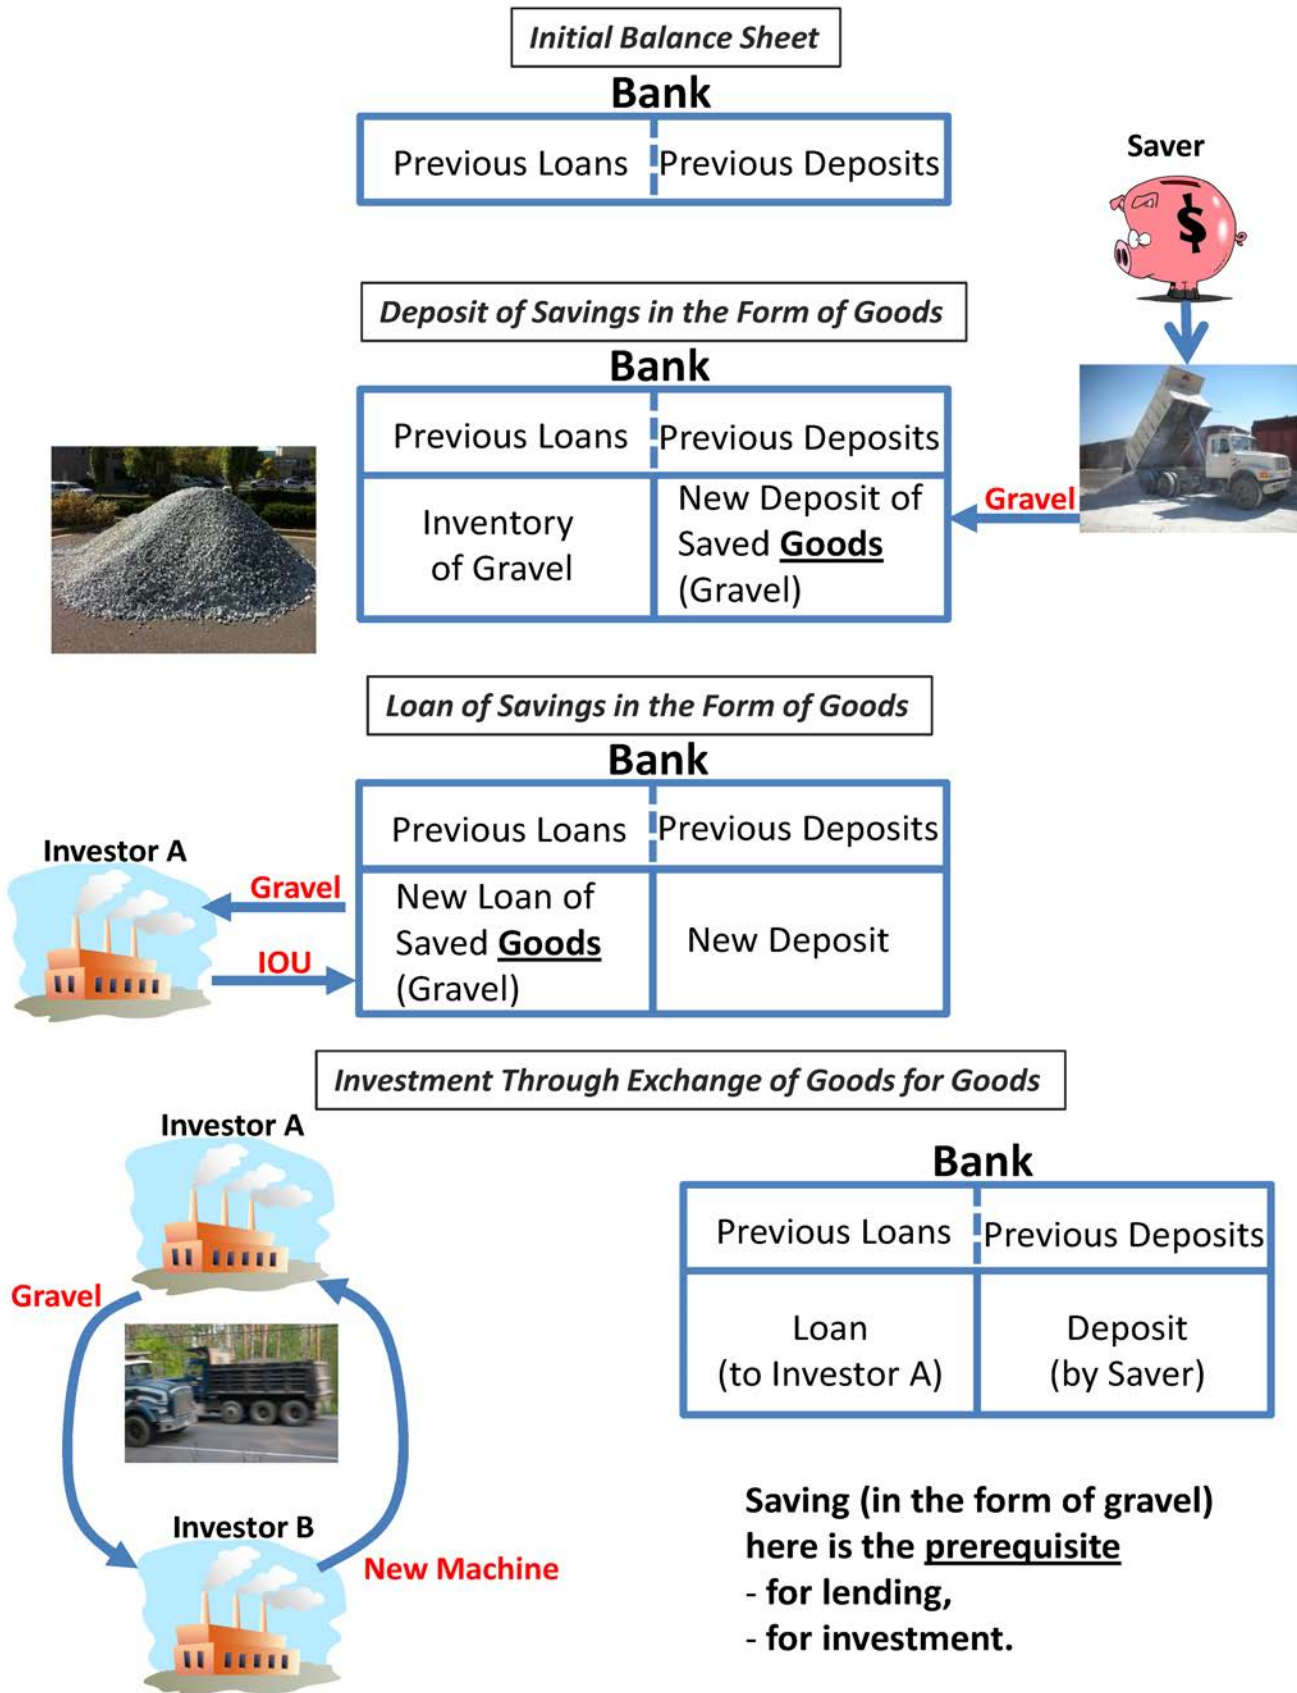 Initial Balance Sheet
Bank
Previous Loans
Previous Deposits
Saver
$
Deposit of Savings in the Form of Goods
Bank
Previous Loans
Previous Deposits
Inventory
of Gravel
New Deposit of
Saved Goods
(Gravel)
Gravel
Loan of Savings in the Form of Goods
Bank
Previous Loans
Previous Deposits
Investor A
Gravel
IOU
New Loan of
Saved Goods
(Gravel)
New Deposit
Investment Through Exchange of Goods for Goods
Investor A
Gravel
Investor B
New Machine
Bank
Previous Loans
Previous Deposits
Loan
(to Investor A)
Deposit
(by Saver)
Saving (in the form of gravel)
here is the prerequisite
- for lending,
- for investment.